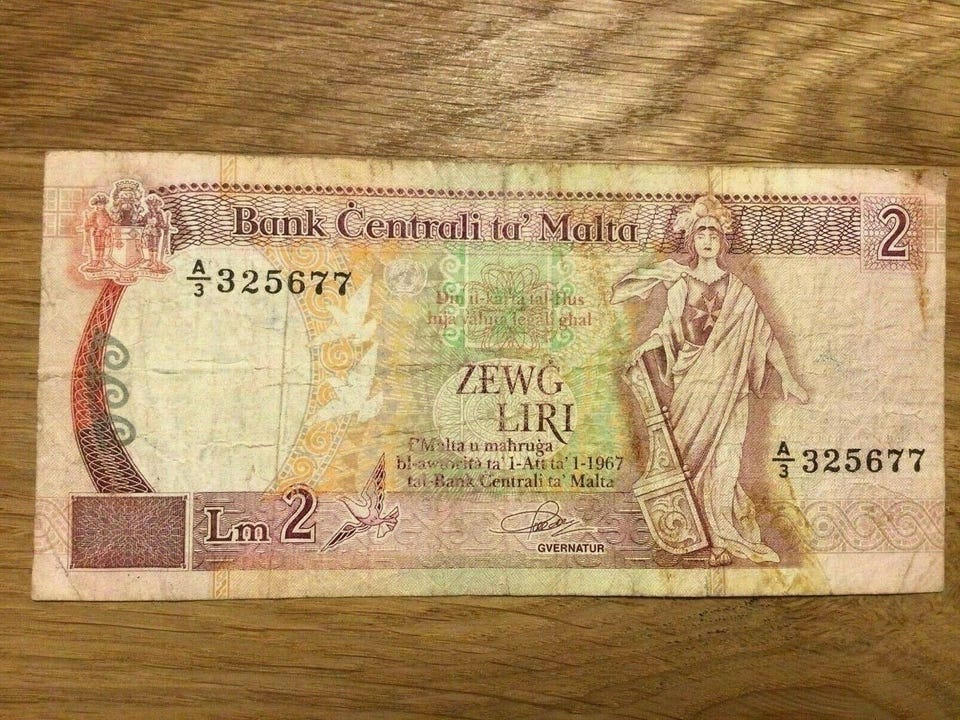 Bank Ċentrali ta' Malta
2
A/3 325677
Din il-karta tal-flus
hija valuta legali għal
ZEWĠ
LIRI
f'Malta u maħruġa
bl-awtorità ta' l-Att ta' l-1967
tal-Bank Ċentrali ta' Malta
A/3 325677
Lm 2
GVERNATUR